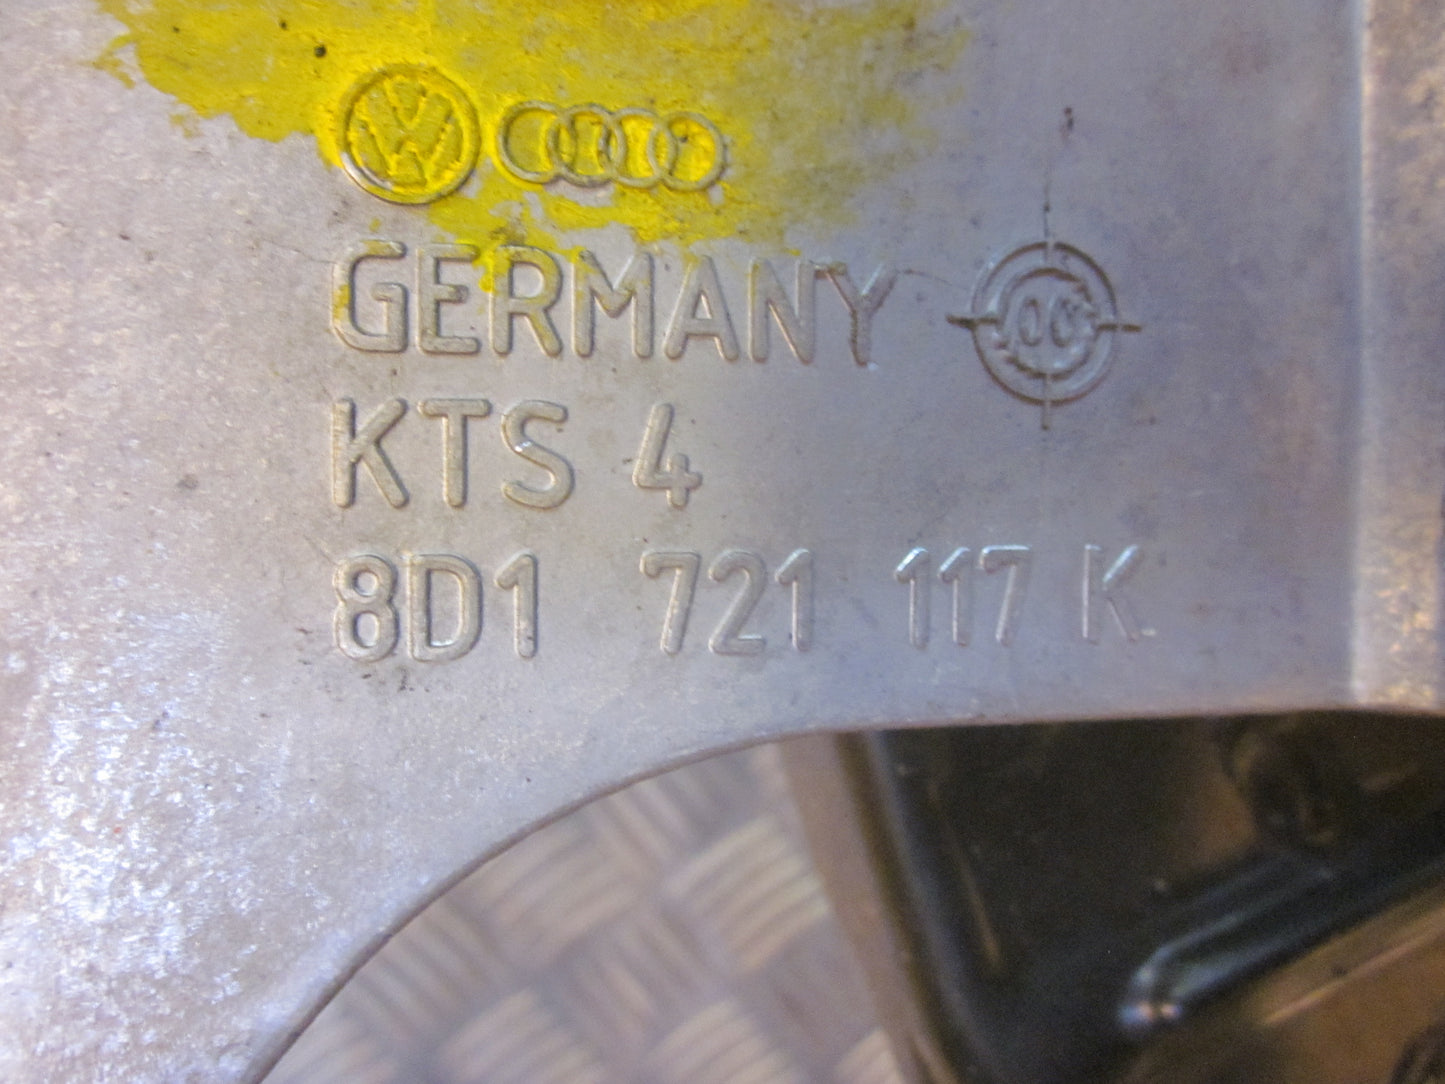 GERMANY
KTS 4
8D1 721 117 K